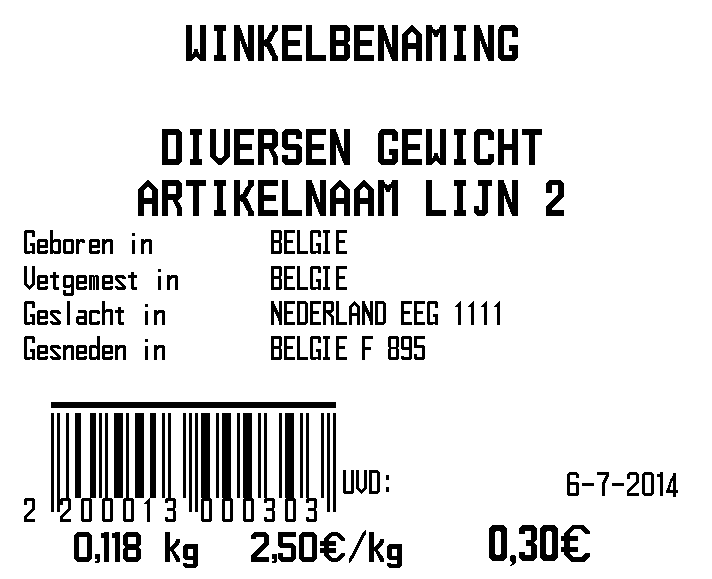 WINKELBENAMING
DIVERSEN GEWICHT
ARTIKELNAAM LIJN 2
Geboren in BELGIE
Vetgemest in BELGIE
Geslacht in NEDERLAND EEG 1111
Gesneden in BELGIE F 895
UVD: 6-7-2014
2 200013 000303
0,118 kg 2,50€/kg 0,30€